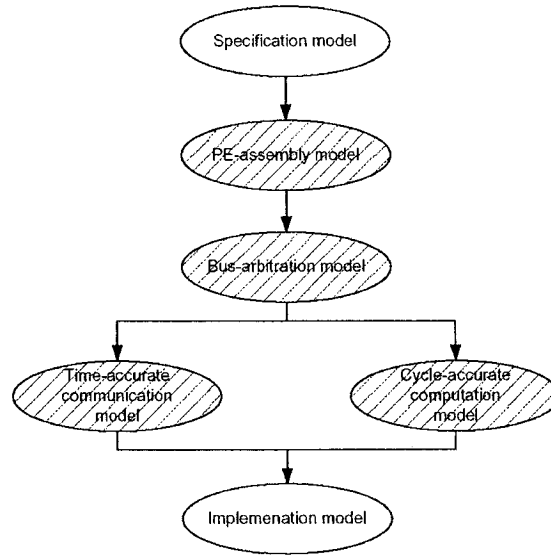 Specification model
PE-assembly model
Bus-arbitration model
Time-accurate
communication
model
Cycle-accurate
computation
model
Implemenation model